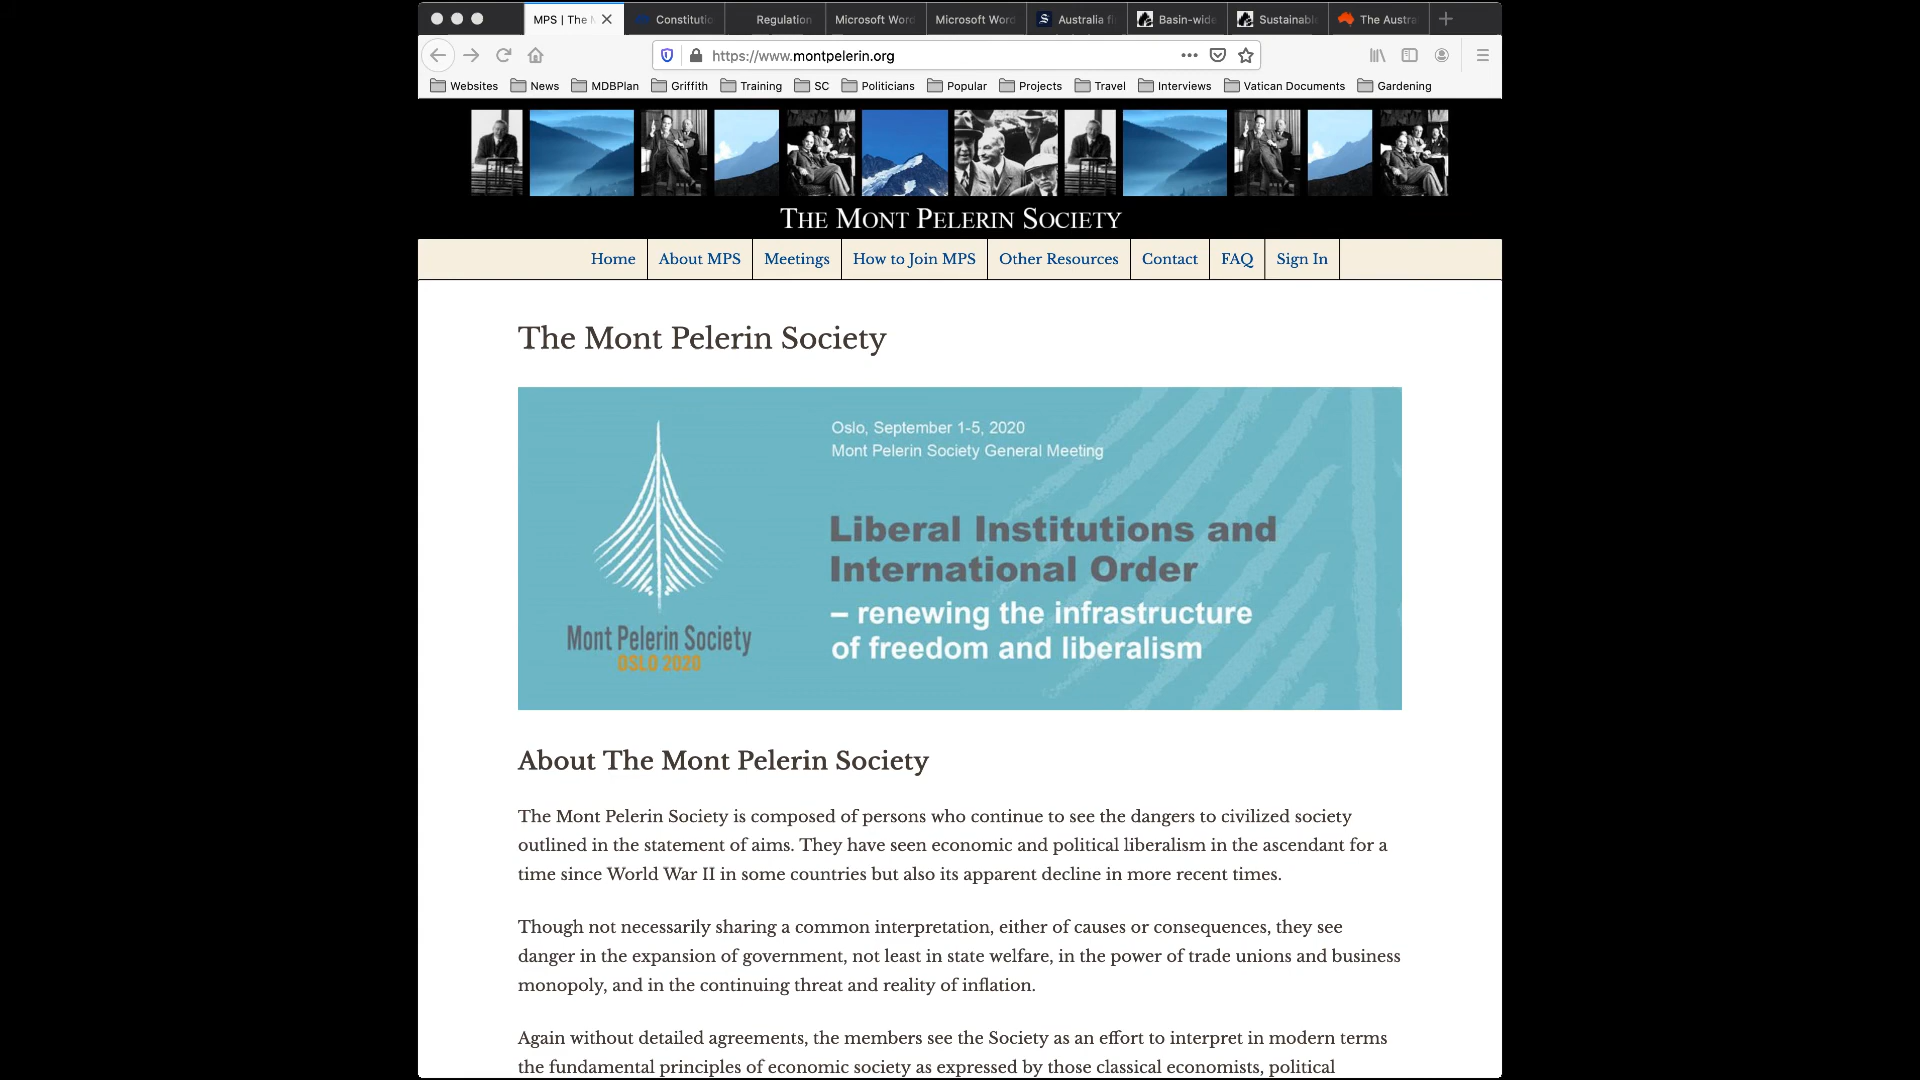 MPS | The
Constitutio
Regulation
Microsoft Word
Microsoft Word
Australia fi
Basin-wide
Sustainab
The Austra
https://www.montpelerin.org
Websites News MDBPlan Griffith Training SC Politicians Popular Projects Travel Interviews Vatican Documents Gardening
THE MONT PELERIN SOCIETY
Home About MPS Meetings How to Join MPS Other Resources Contact FAQ Sign In
The Mont Pelerin Society
Oslo, September 1-5, 2020
Mont Pelerin Society General Meeting
Liberal Institutions and
International Order
– renewing the infrastructure
of freedom and liberalism
Mont Pelerin Society
OSLO 2020
About The Mont Pelerin Society
The Mont Pelerin Society is composed of persons who continue to see the dangers to civilized society
outlined in the statement of aims. They have seen economic and political liberalism in the ascendant for a
time since World War II in some countries but also its apparent decline in more recent times.
Though not necessarily sharing a common interpretation, either of causes or consequences, they see
danger in the expansion of government, not least in state welfare, in the power of trade unions and business
monopoly, and in the continuing threat and reality of inflation.
Again without detailed agreements, the members see the Society as an effort to interpret in modern terms
the fundamental principles of economic society as expressed by those classical economists, political